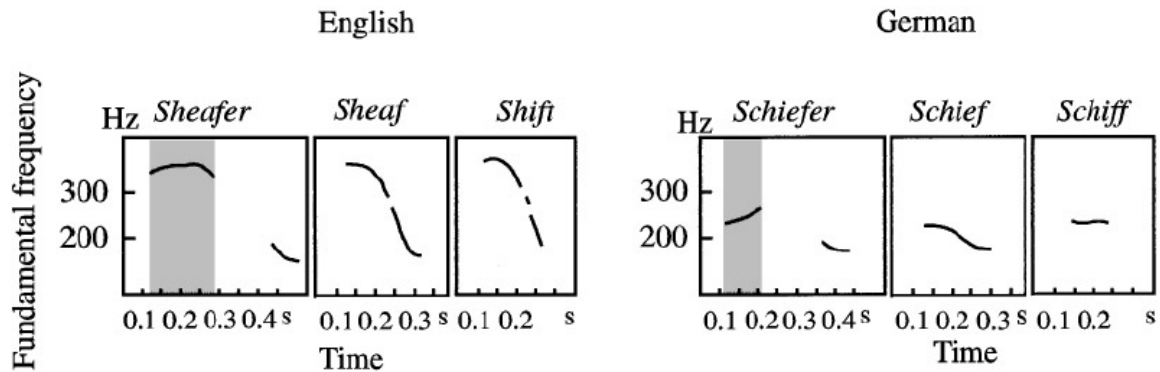 English German
Fundamental frequency
Hz Sheafer Sheaf Shift
300
200
0.1 0.2 0.3 0.4 s 0.1 0.2 0.3 s 0.1 0.2 s
Time
Hz Schiefer Schief Schiff
300
200
0.1 0.2 0.3 0.4 s 0.1 0.2 0.3 s 0.1 0.2 s
Time